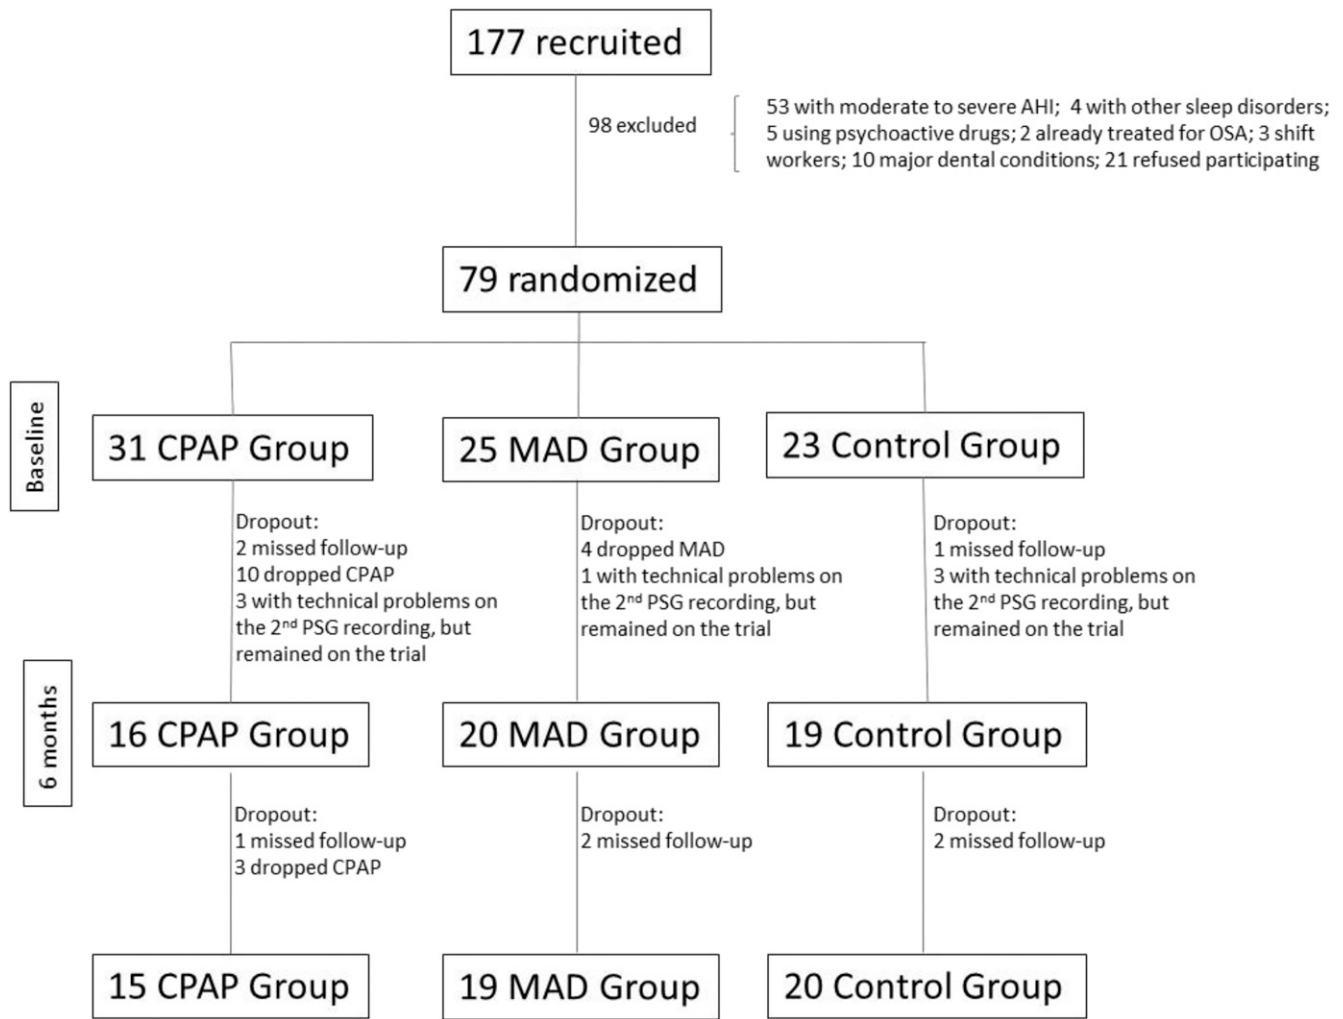 177 recruited
98 excluded
53 with moderate to severe AHI; 4 with other sleep disorders;
5 using psychoactive drugs; 2 already treated for OSA; 3 shift
workers; 10 major dental conditions; 21 refused participating
79 randomized
Baseline
31 CPAP Group
25 MAD Group
23 Control Group
Dropout:
2 missed follow-up
10 dropped CPAP
3 with technical problems on
the 2nd PSG recording, but
remained on the trial
Dropout:
4 dropped MAD
1 with technical problems on
the 2nd PSG recording, but
remained on the trial
Dropout:
1 missed follow-up
3 with technical problems on
the 2nd PSG recording, but
remained on the trial
6 months
16 CPAP Group
20 MAD Group
19 Control Group
Dropout:
1 missed follow-up
3 dropped CPAP
Dropout:
2 missed follow-up
Dropout:
2 missed follow-up
15 CPAP Group
19 MAD Group
20 Control Group